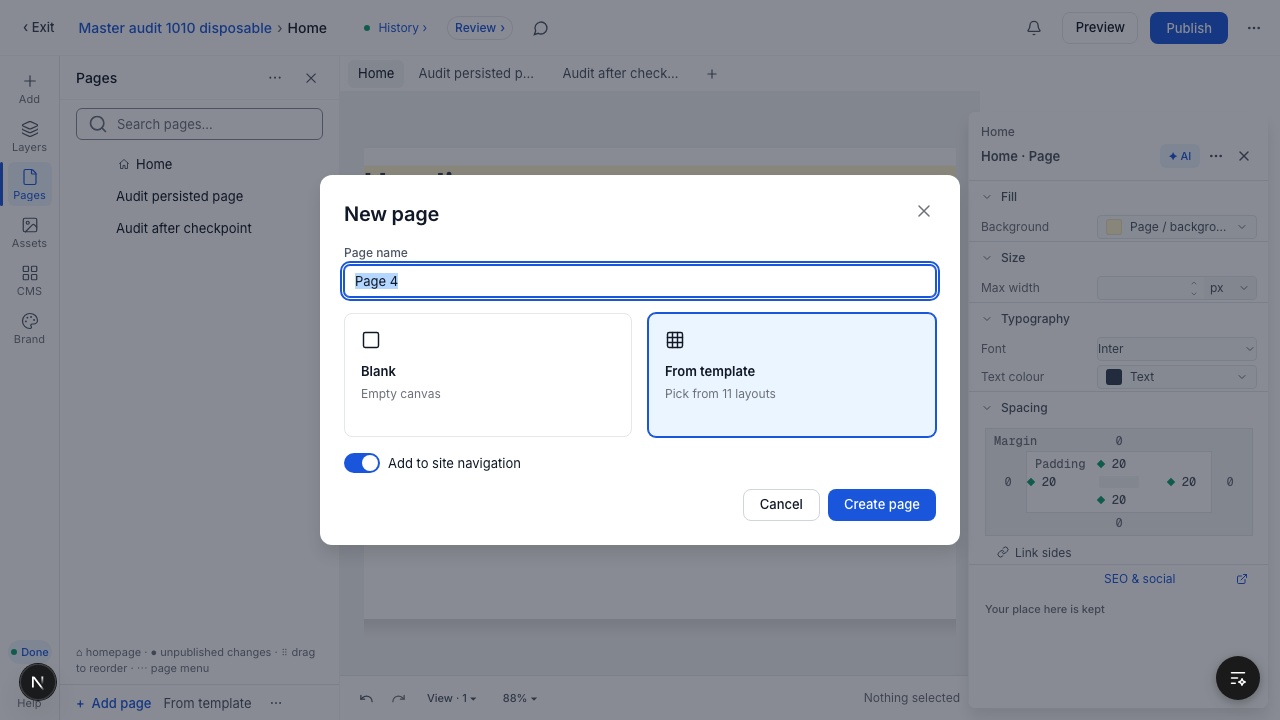 ‹ Exit
Master audit 1010 disposable › Home
History ›
Review ›
Preview
Publish
Add
Layers
Pages
Assets
CMS
Brand
Done
N
Help
Pages
Search pages...
Home
Audit persisted page
Audit after checkpoint
⌂ homepage · ● unpublished changes · ⠿ drag
to reorder · ··· page menu
+ Add page
From template
Home
Audit persisted p...
Audit after check...
New page
Page name
Page 4
Blank
Empty canvas
From template
Pick from 11 layouts
Add to site navigation
Cancel
Create page
View · 1
88%
Nothing selected
Home
Home · Page
AI
Fill
Background
Page / backgro...
Size
Max width
px
Typography
Font
Inter
Text colour
Text
Spacing
Margin
0
Padding
20
0
20
20
0
20
0
Link sides
SEO & social
Your place here is kept